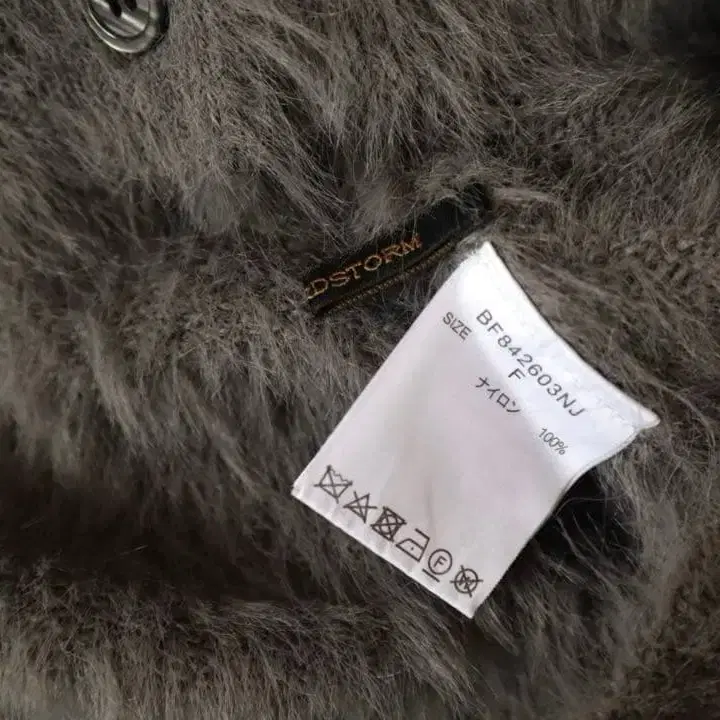 DSTORM
BF842603NJ
SIZE F
ナイロン 100%
F
W